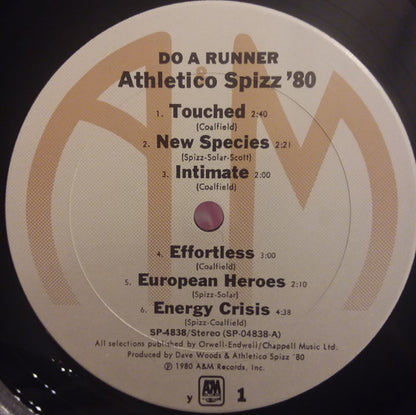 DO A RUNNER
Athletico Spizz '80
1. Touched 2:40
(Coalfield)
2. New Species 2:21
(Spizz-Solar-Scott)
3. Intimate 2:00
(Coalfield)
4. Effortless 3:00
(Coalfield)
5. European Heroes 2:10
(Spizz-Solar)
6. Energy Crisis 4:38
(Spizz-Coalfield)
SP-4838/Stereo (SP-04838-A)
All selections published by Orwell-Endwell/Chappell Music Ltd.
Produced by Dave Woods & Athletico Spizz '80
℗ 1980 A&M Records, Inc.
y A&M 1